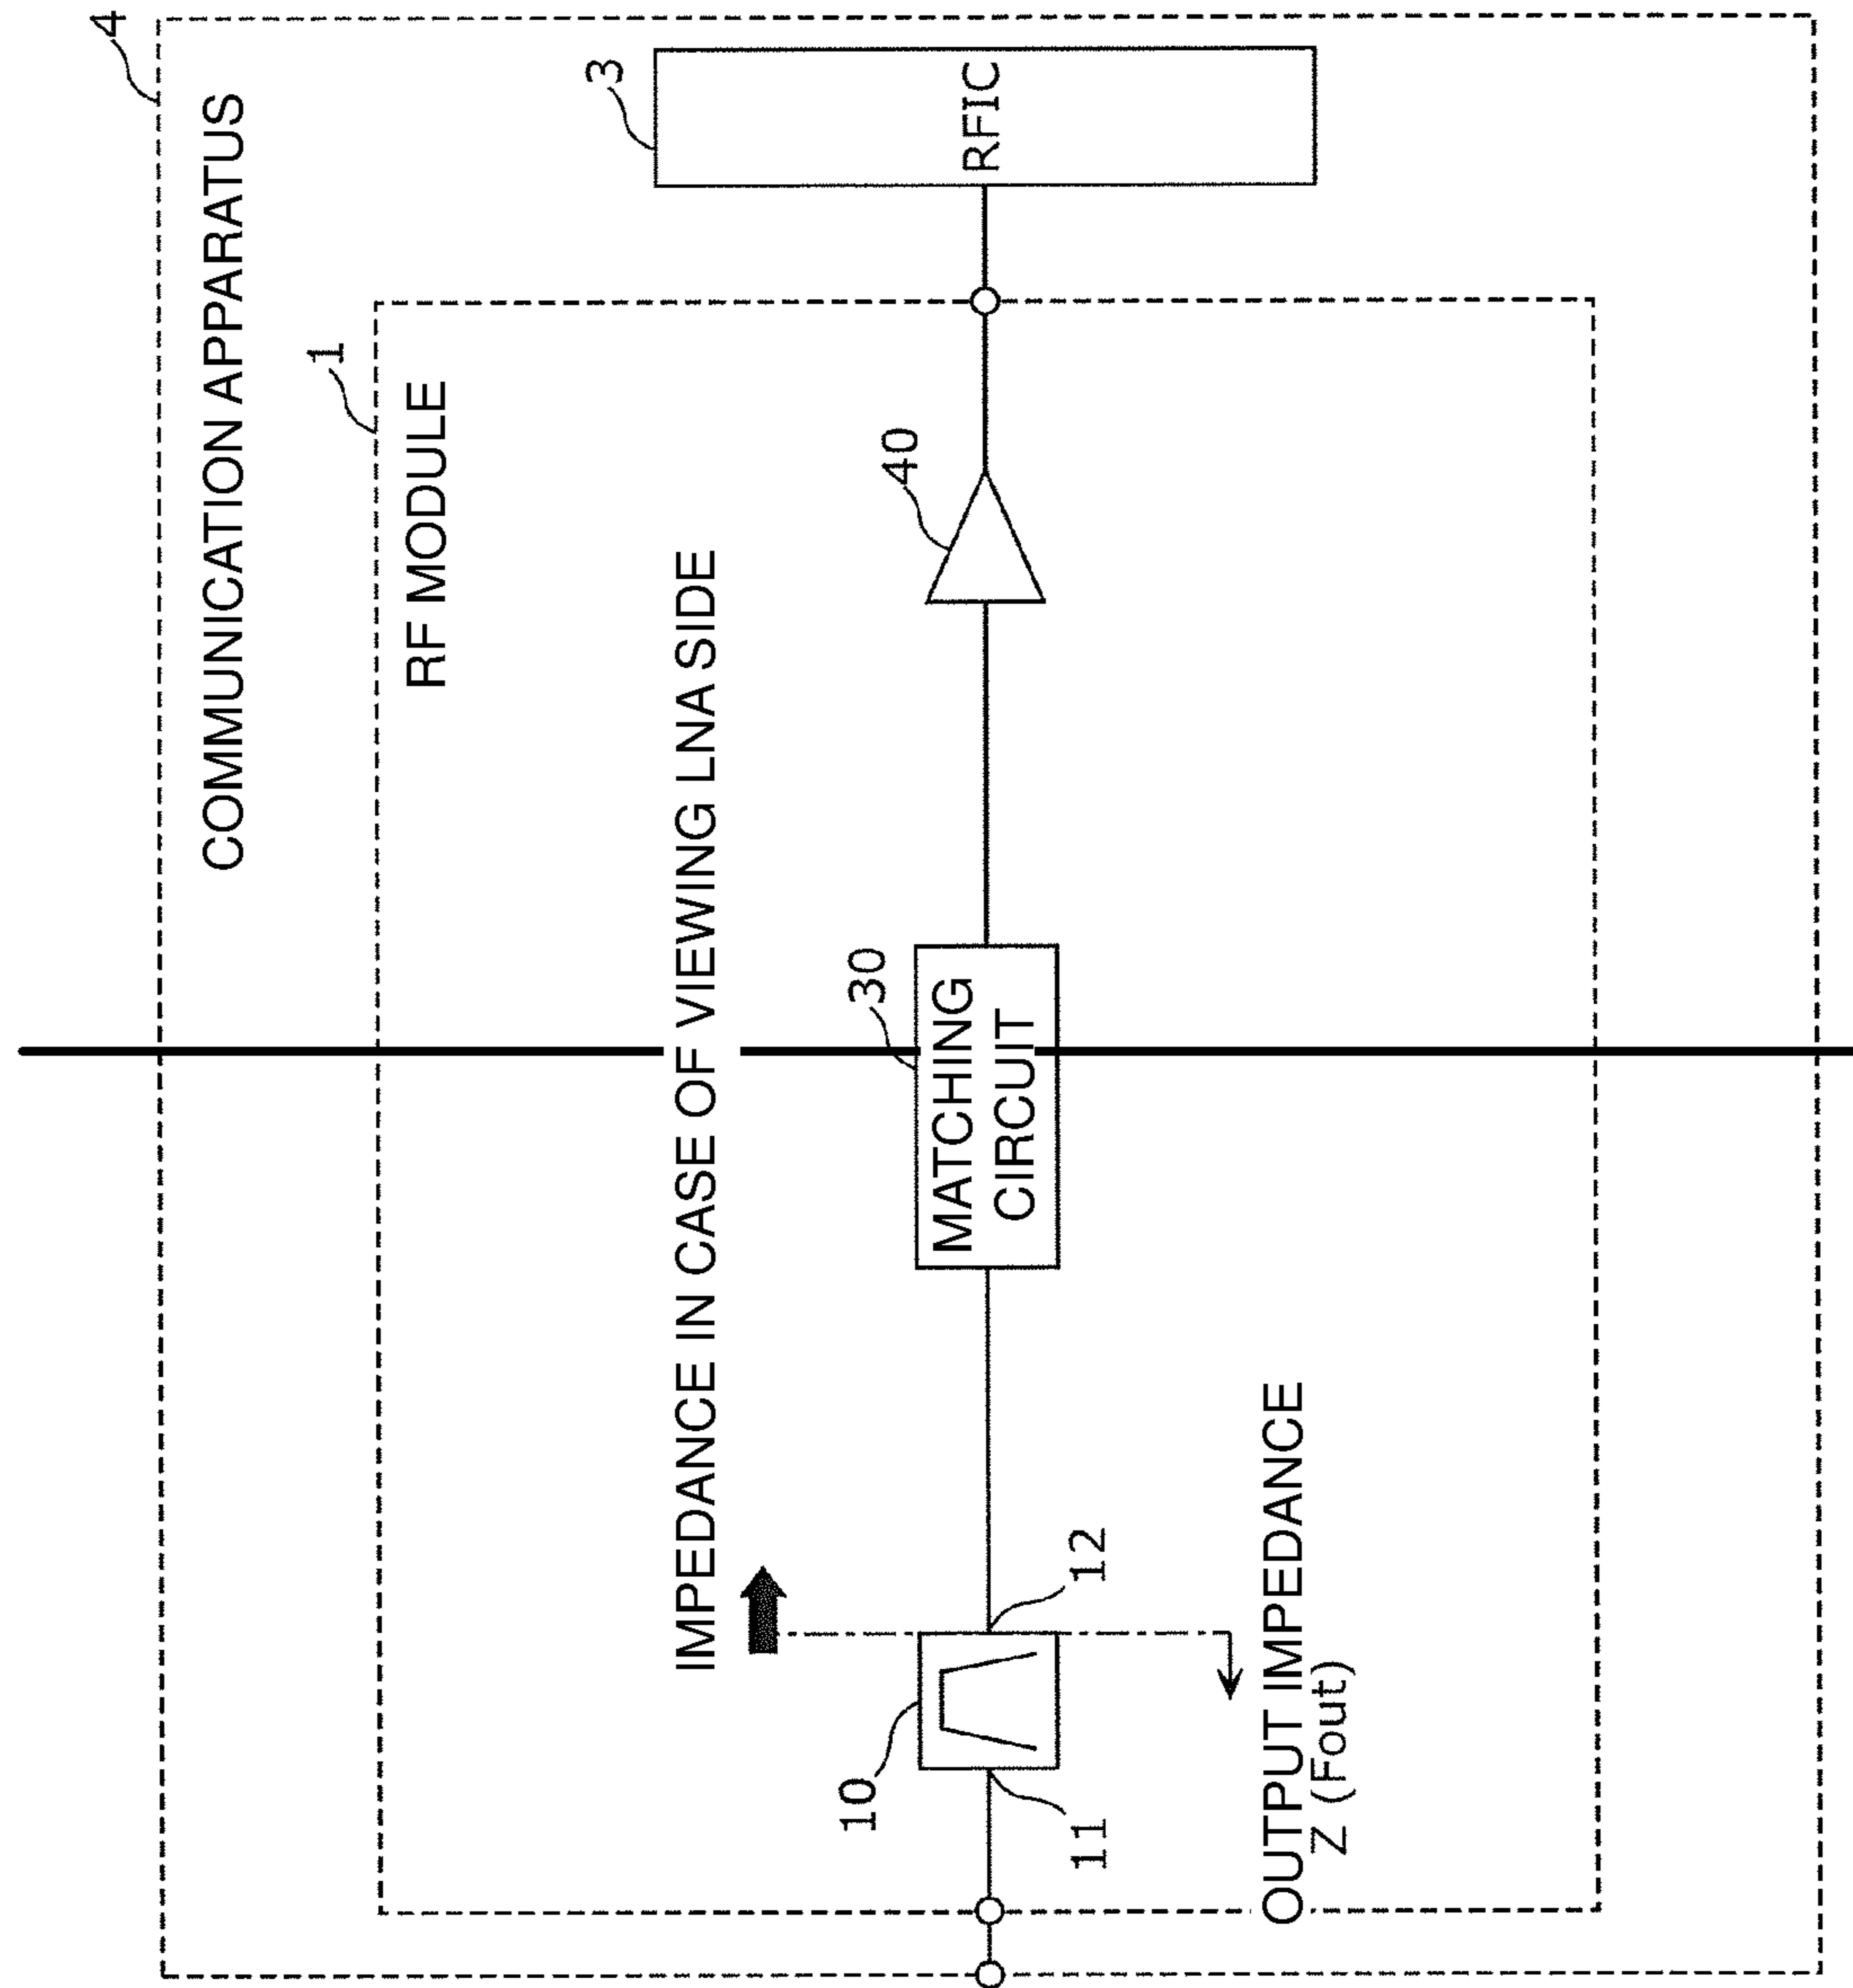 4
COMMUNICATION APPARATUS
1
RF MODULE
3
RFIC
IMPEDANCE IN CASE OF VIEWING LNA SIDE
40
30
MATCHING
CIRCUIT
10
11
12
OUTPUT IMPEDANCE
Z (Fout)